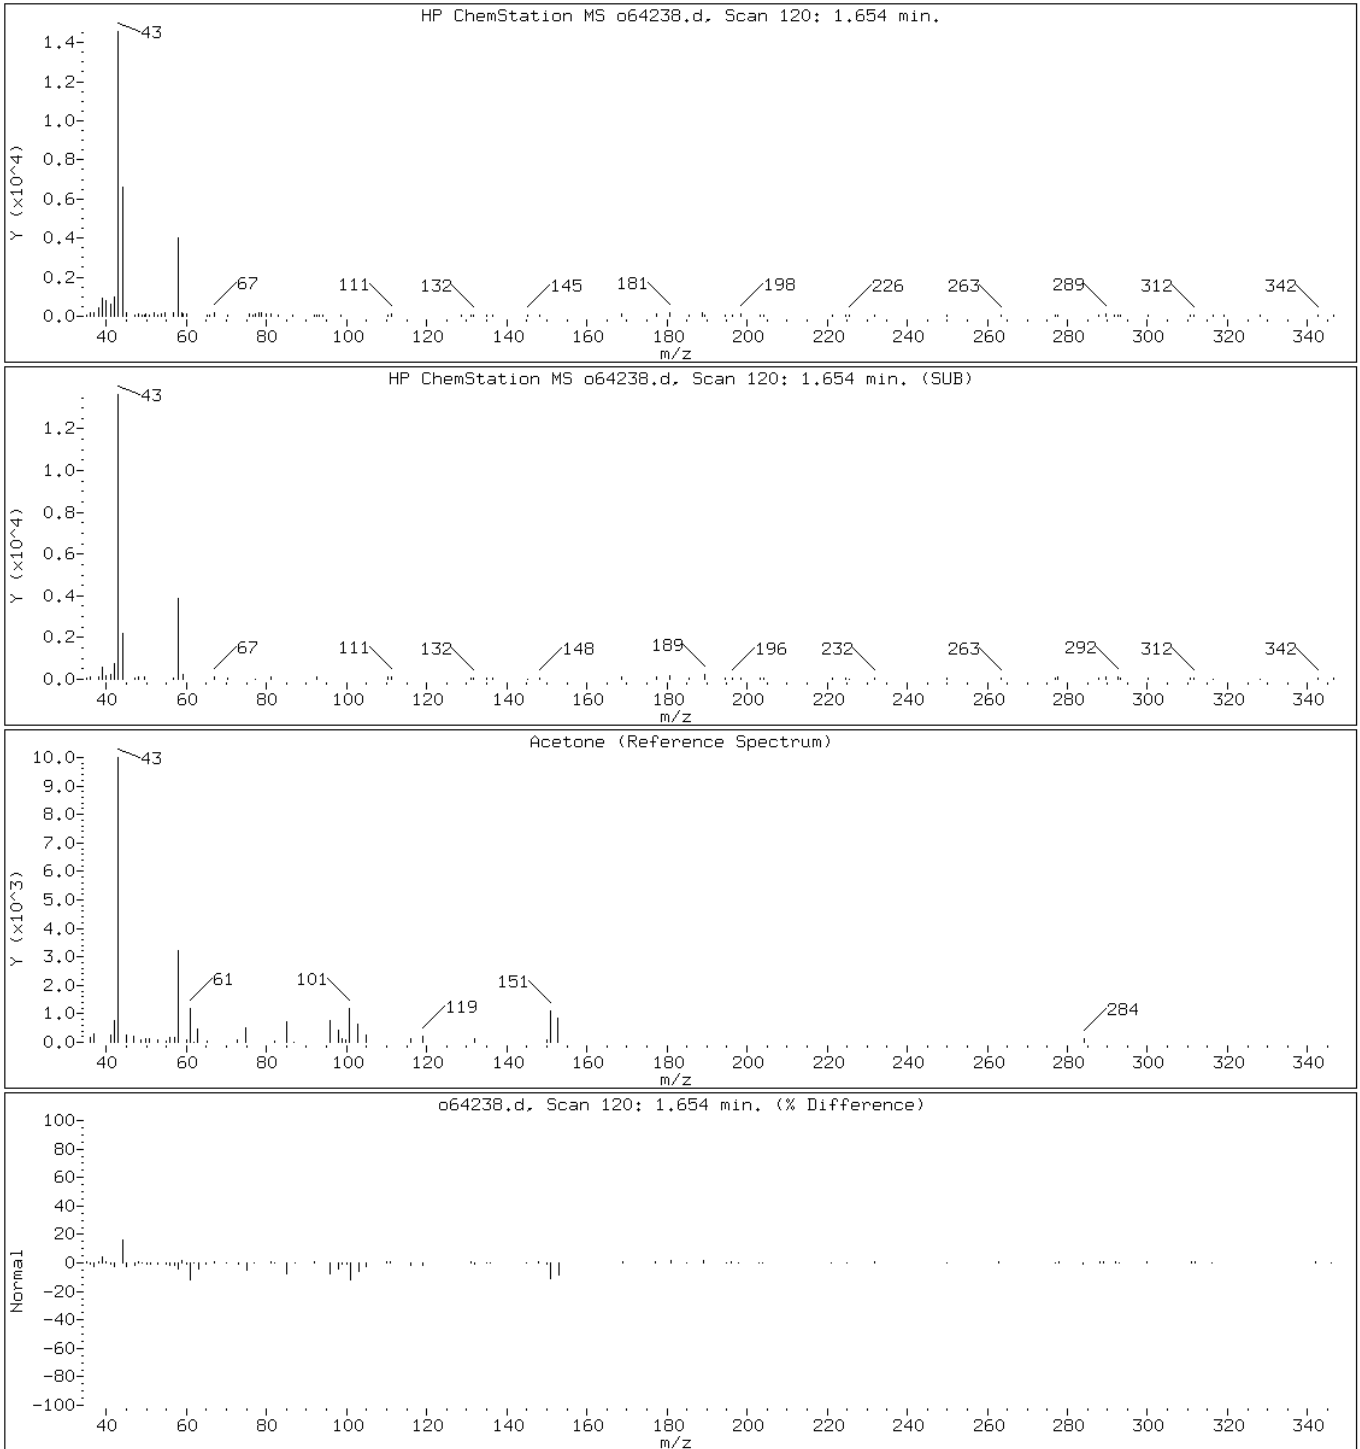 HP ChemStation MS o64238.d, Scan 120: 1.654 min.
43
1.4
1.2
1.0
0.8
0.6
0.4
0.2
0.0
Y (x10^4)
67 111 132 145 181 198 226 263 289 312 342
40 60 80 100 120 140 160 180 200 220 240 260 280 300 320 340
m/z
HP ChemStation MS o64238.d, Scan 120: 1.654 min. (SUB)
43
1.2
1.0
0.8
0.6
0.4
0.2
0.0
Y (x10^4)
67 111 132 148 189 196 232 263 292 312 342
40 60 80 100 120 140 160 180 200 220 240 260 280 300 320 340
m/z
Acetone (Reference Spectrum)
10.0
43
9.0
8.0
7.0
6.0
5.0
4.0
3.0
2.0
1.0
0.0
Y (x10^3)
61 101 119 151 284
40 60 80 100 120 140 160 180 200 220 240 260 280 300 320 340
m/z
o64238.d, Scan 120: 1.654 min. (% Difference)
100
80
60
40
20
0
-20
-40
-60
-80
-100
Normal
40 60 80 100 120 140 160 180 200 220 240 260 280 300 320 340
m/z